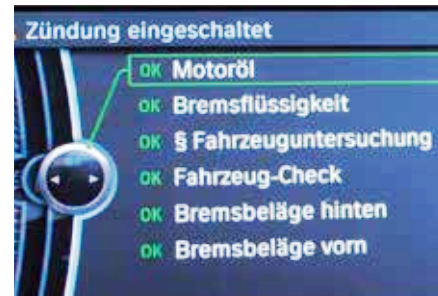 Zündung eingeschaltet
OK Motoröl
OK Bremsflüssigkeit
OK § Fahrzeuguntersuchung
OK Fahrzeug-Check
OK Bremsbeläge hinten
OK Bremsbeläge vorn